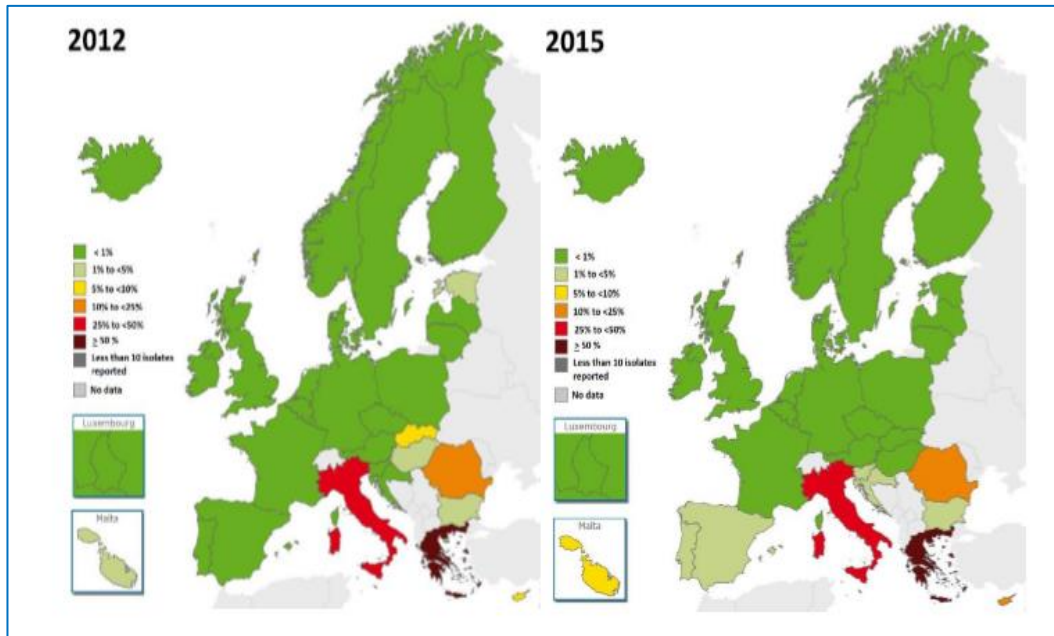 2012
< 1%
1% to <5%
5% to <10%
10% to <25%
25% to <50%
≥ 50 %
Less than 10 isolates
reported
No data
Luxembourg
Malta
2015
< 1%
1% to <5%
5% to <10%
10% to <25%
25% to <50%
≥ 50 %
Less than 10 isolates
reported
No data
Luxembourg
Malta